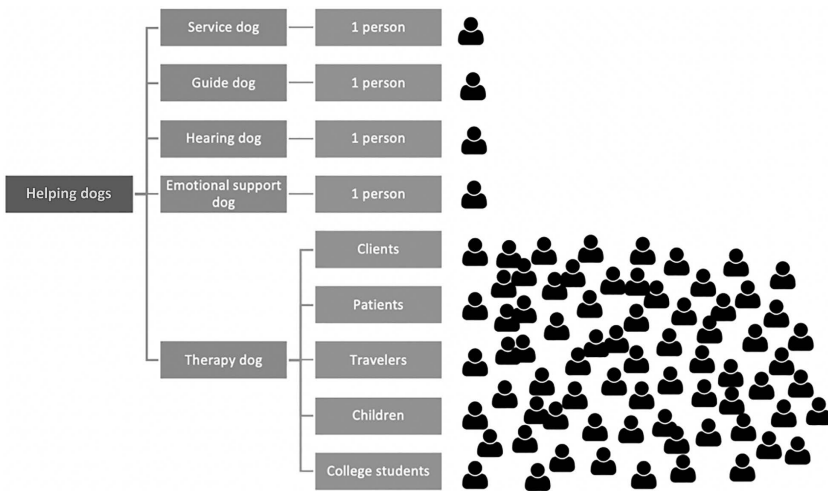 Service dog
1 person
Guide dog
1 person
Hearing dog
1 person
Helping dogs
Emotional support
dog
1 person
Clients
Patients
Therapy dog
Travelers
Children
College students